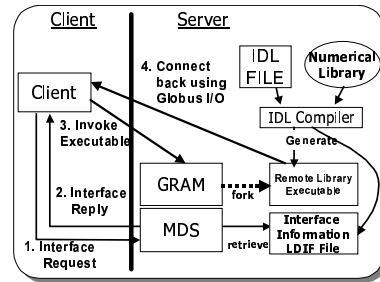 Client
Server
4. Connect
back using
Globus I/O
IDL
FILE
Numerical
Library
Client
IDL Compiler
3. Invoke
Executable
Generate
GRAM
fork
Remote Library
Executable
2. Interface
Reply
MDS
retrieve
Interface
Information
LDIF File
1. Interface
Request